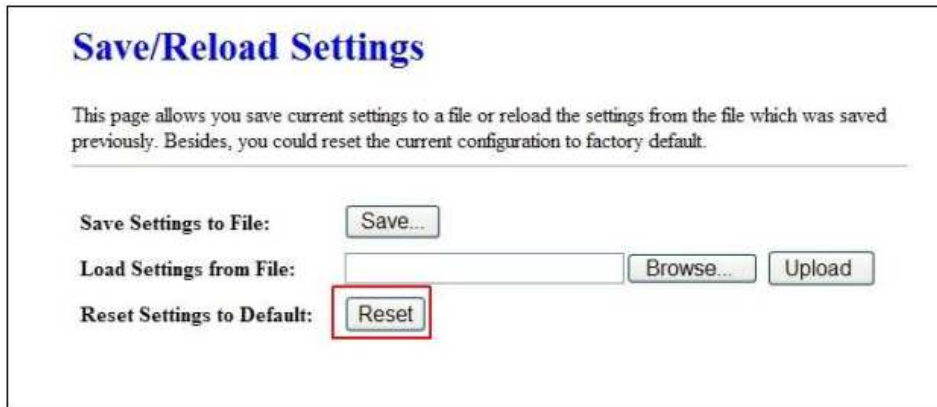 Save/Reload Settings
This page allows you save current settings to a file or reload the settings from the file which was saved
previously. Besides, you could reset the current configuration to factory default.
Save Settings to File: Save...
Load Settings from File: Browse... Upload
Reset Settings to Default: Reset